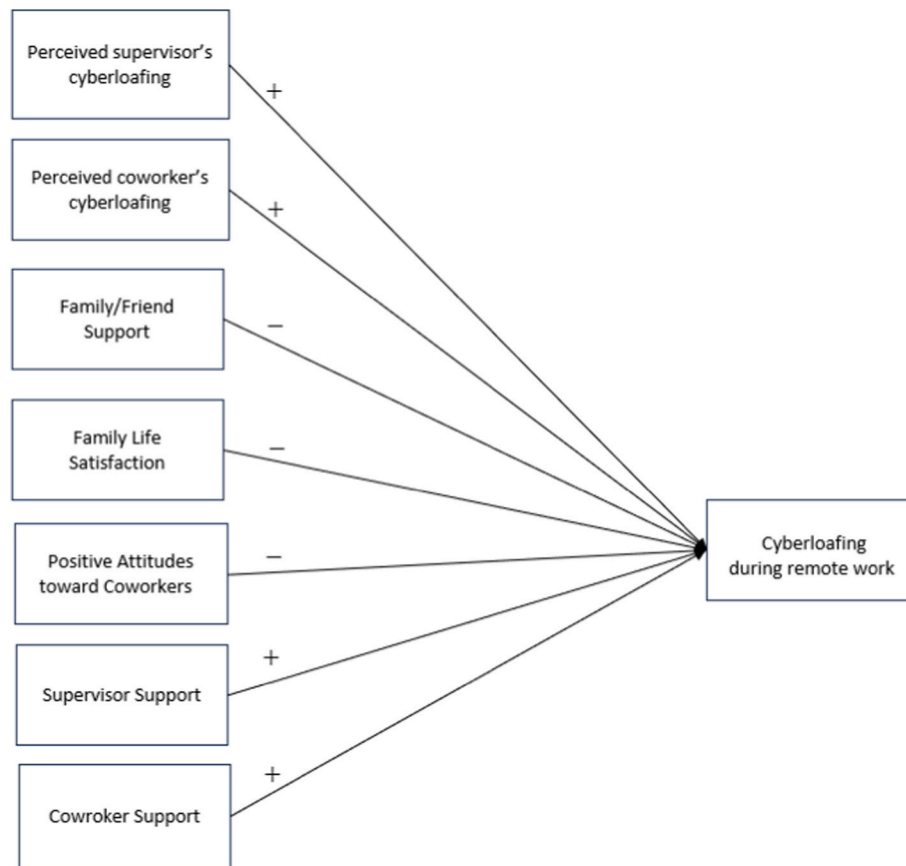 Perceived supervisor's
cyberloafing
+
Perceived coworker's
cyberloafing
+
Family/Friend
Support
−
Family Life
Satisfaction
−
Positive Attitudes
toward Coworkers
−
Supervisor Support
+
Cowroker Support
+
Cyberloafing
during remote work